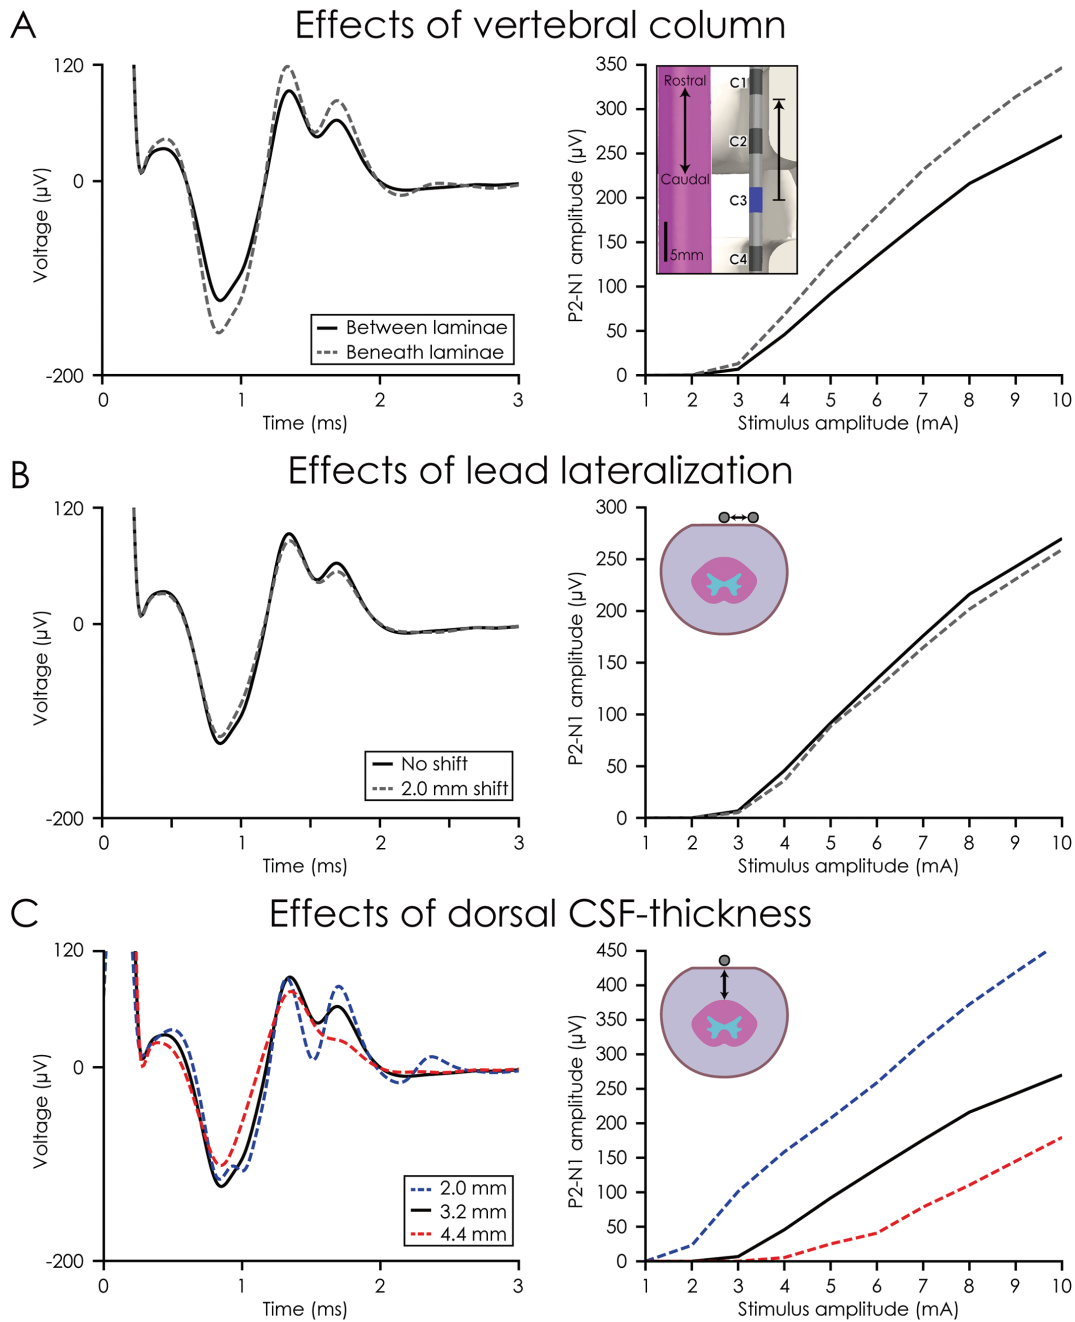 A
Effects of vertebral column
120
0
-200
Voltage (µV)
Between laminae
Beneath laminae
0
1
2
3
Time (ms)
350
300
250
200
150
100
50
0
P2-N1 amplitude (µV)
Rostral
Caudal
5mm
C1
C2
C3
C4
1 2 3 4 5 6 7 8 9 10
Stimulus amplitude (mA)
B
Effects of lead lateralization
120
0
-200
Voltage (µV)
No shift
2.0 mm shift
0
1
2
3
Time (ms)
300
250
200
150
100
50
0
P2-N1 amplitude (µV)
1 2 3 4 5 6 7 8 9 10
Stimulus amplitude (mA)
C
Effects of dorsal CSF-thickness
120
0
-200
Voltage (µV)
2.0 mm
3.2 mm
4.4 mm
0
1
2
3
Time (ms)
450
400
350
300
250
200
150
100
50
0
P2-N1 amplitude (µV)
1 2 3 4 5 6 7 8 9 10
Stimulus amplitude (mA)